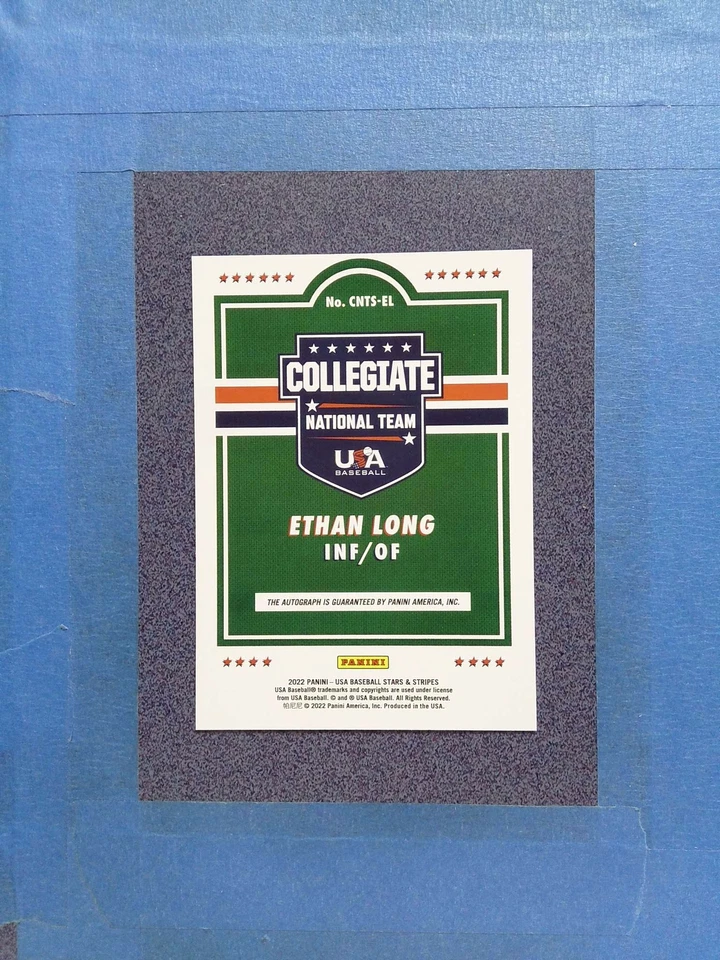 No. CNTS-EL
COLLEGIATE
NATIONAL TEAM
USA
BASEBALL
ETHAN LONG
INF/OF
THE AUTOGRAPH IS GUARANTEED BY PANINI AMERICA, INC.
PANINI
2022 PANINI – USA BASEBALL STARS & STRIPES
USA Baseball® trademarks and copyrights are used under license
from USA Baseball. © and ® USA Baseball. All Rights Reserved.
帕尼尼 © 2022 Panini America, Inc. Produced in the USA.